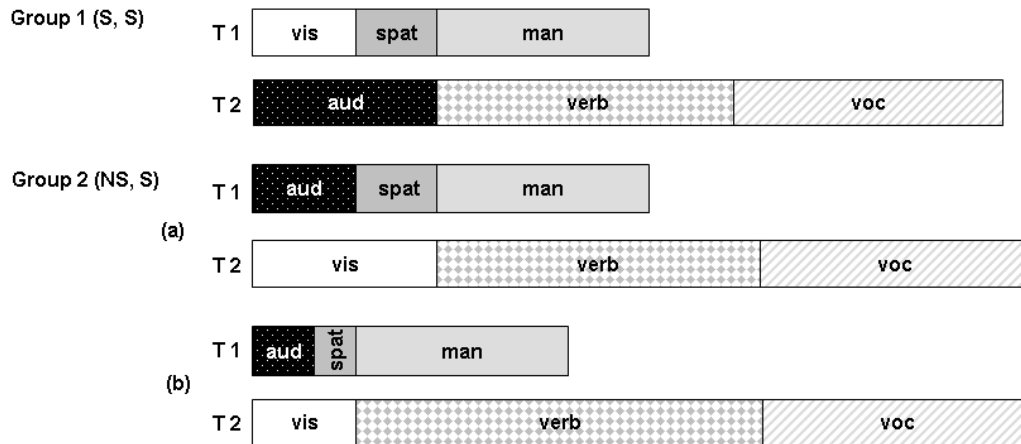 Group 1 (S, S)
T 1 vis spat man
T 2 aud verb voc
Group 2 (NS, S)
T 1 aud spat man
(a)
T 2 vis verb voc
T 1 aud spat man
(b)
T 2 vis verb voc